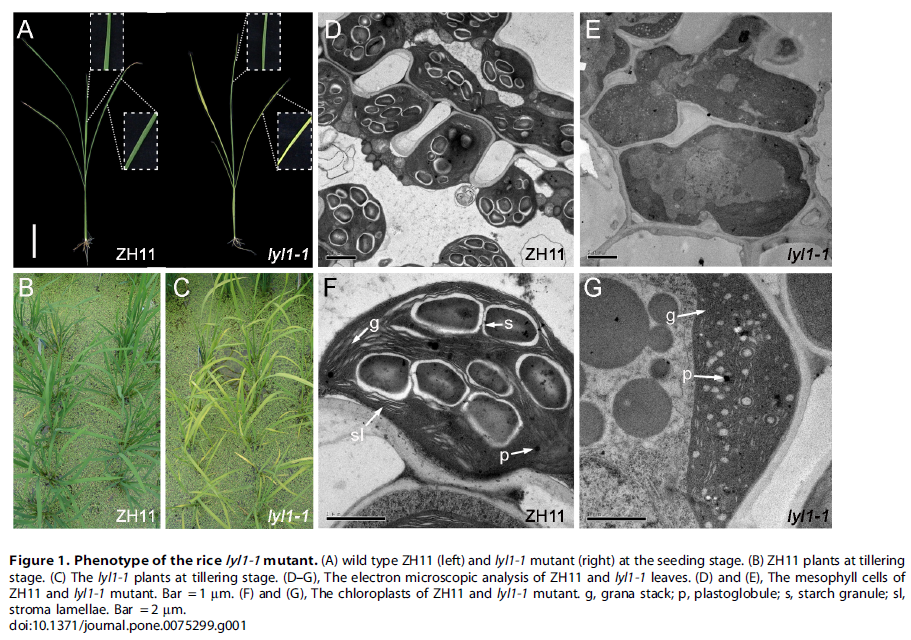 A
ZH11
lyl1-1
D
ZH11
E
lyl1-1
B
ZH11
C
lyl1-1
F
g
s
sl
p
ZH11
G
g
p
lyl1-1
Figure 1. Phenotype of the rice lyl1-1 mutant. (A) wild type ZH11 (left) and lyl1-1 mutant (right) at the seeding stage. (B) ZH11 plants at tillering
stage. (C) The lyl1-1 plants at tillering stage. (D–G), The electron microscopic analysis of ZH11 and lyl1-1 leaves. (D) and (E), The mesophyll cells of
ZH11 and lyl1-1 mutant. Bar = 1 μm. (F) and (G), The chloroplasts of ZH11 and lyl1-1 mutant. g, grana stack; p, plastoglobule; s, starch granule; sl,
stroma lamellae. Bar = 2 μm.
doi:10.1371/journal.pone.0075299.g001